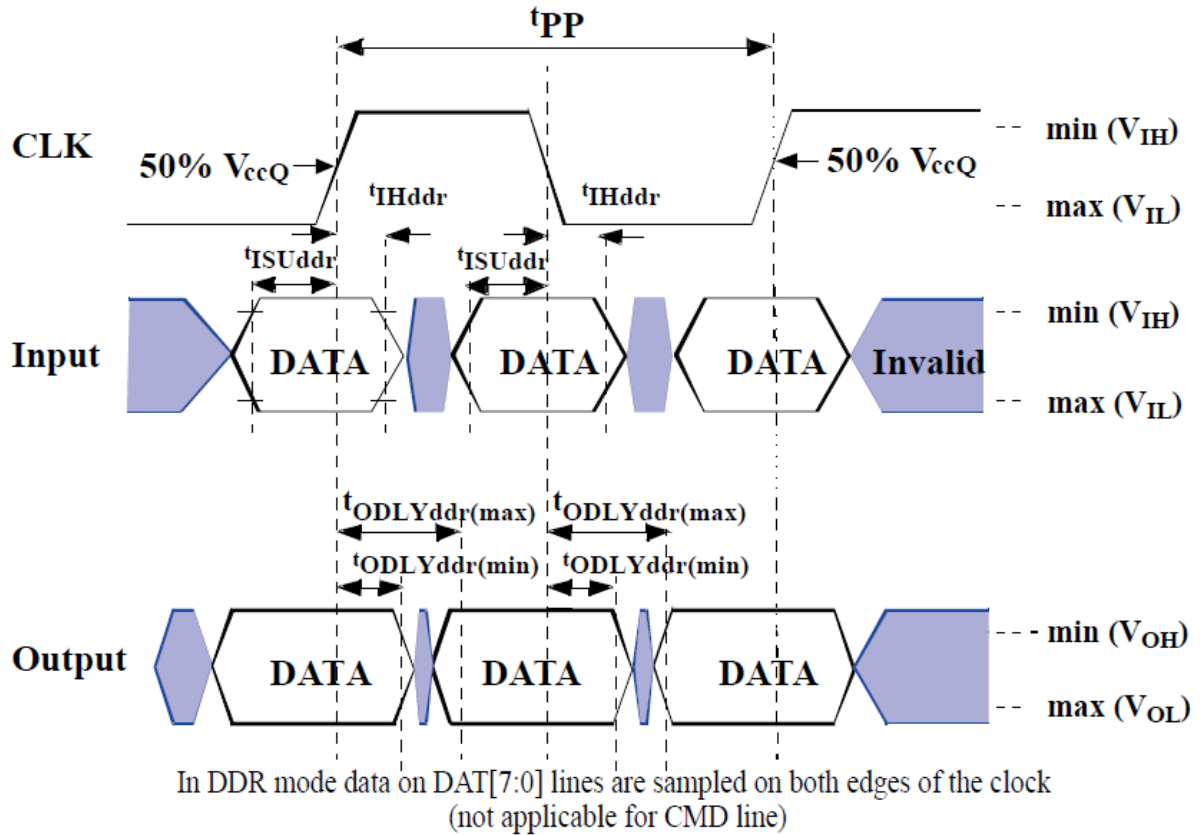 tPP
CLK
50% VccQ
50% VccQ
min (VIH)
max (VIL)
tIHddr
tIHddr
tISUddr
tISUddr
Input
DATA
DATA
DATA
Invalid
min (VIH)
max (VIL)
tODLYddr(max)
tODLYddr(max)
tODLYddr(min)
tODLYddr(min)
Output
DATA
DATA
DATA
min (VOH)
max (VOL)
In DDR mode data on DAT[7:0] lines are sampled on both edges of the clock
(not applicable for CMD line)